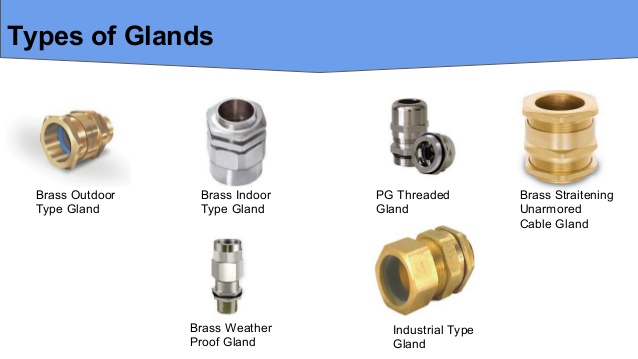 Types of Glands
Brass Outdoor
Type Gland
Brass Indoor
Type Gland
PG Threaded
Gland
Brass Straitening
Unarmored
Cable Gland
Brass Weather
Proof Gland
Industrial Type
Gland